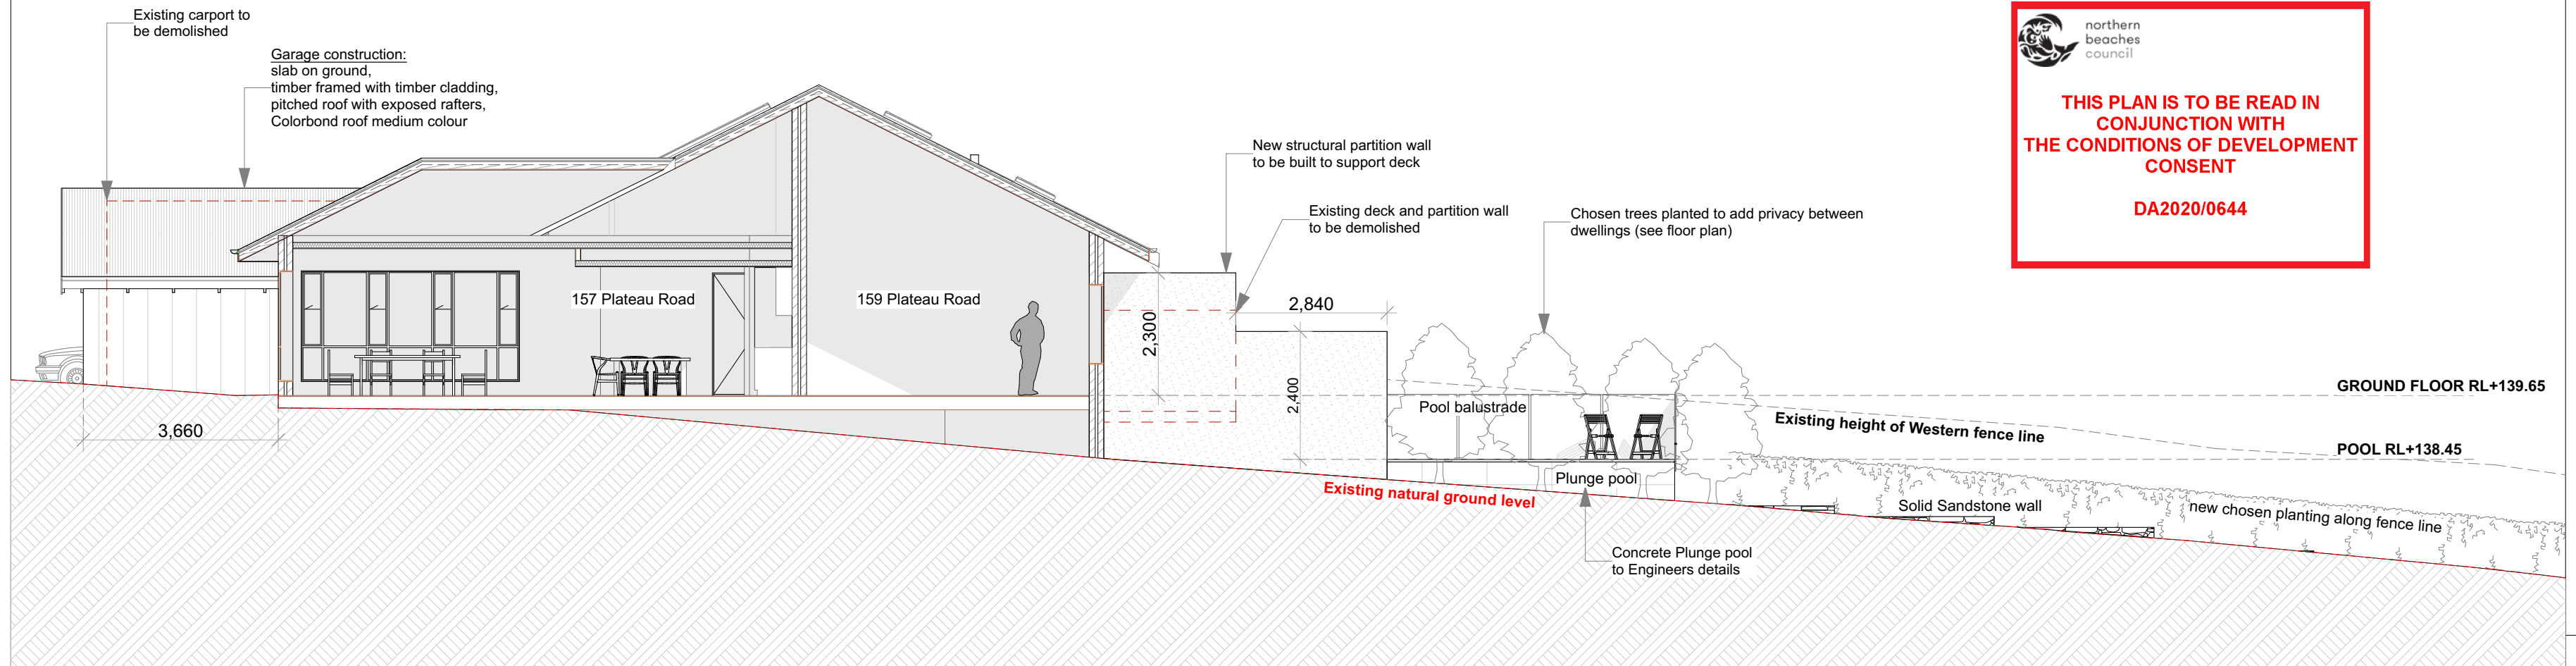 Existing carport to
be demolished
Garage construction:
slab on ground,
timber framed with timber cladding,
pitched roof with exposed rafters,
Colorbond roof medium colour
northern
beaches
council
THIS PLAN IS TO BE READ IN
CONJUNCTION WITH
THE CONDITIONS OF DEVELOPMENT
CONSENT
DA2020/0644
New structural partition wall
to be built to support deck
Existing deck and partition wall
to be demolished
Chosen trees planted to add privacy between
dwellings (see floor plan)
157 Plateau Road
159 Plateau Road
2,840
2,300
2,400
3,660
GROUND FLOOR RL+139.65
Pool balustrade
Existing height of Western fence line
POOL RL+138.45
Plunge pool
Existing natural ground level
Solid Sandstone wall
new chosen planting along fence line
Concrete Plunge pool
to Engineers details